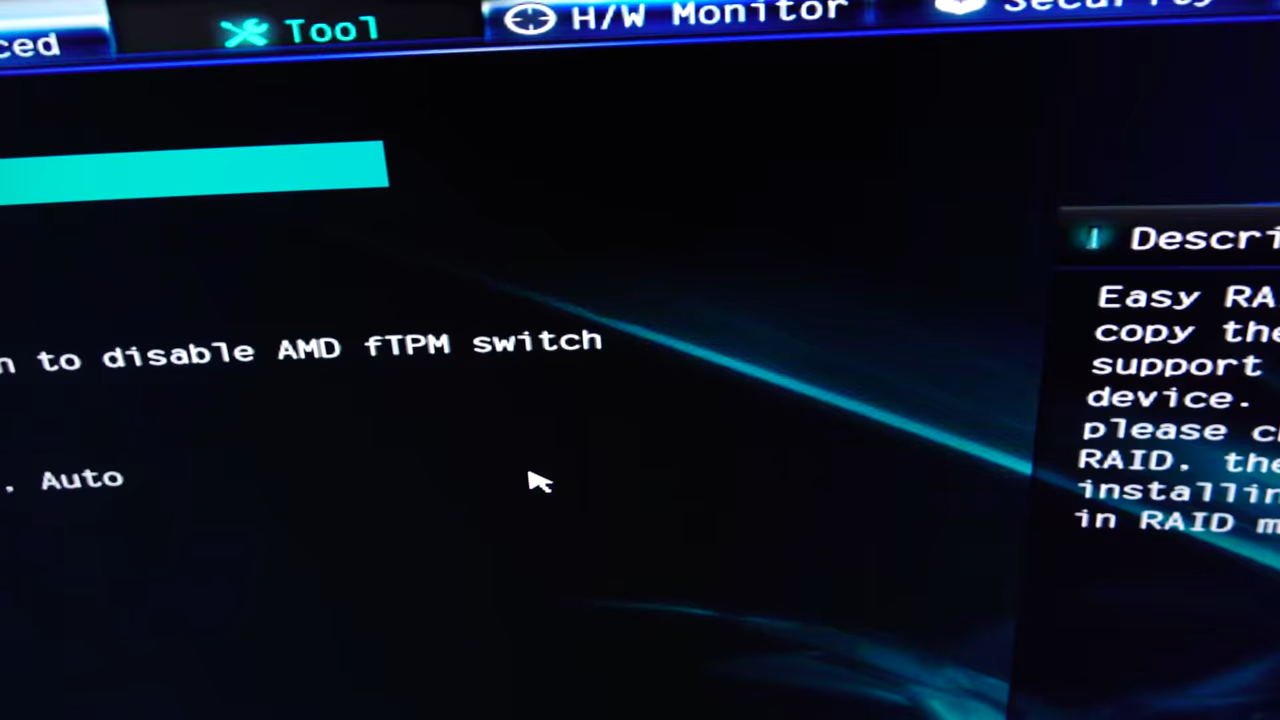 Tool
H/W Monitor
Security
to disable AMD fTPM switch
. Auto
Descri
Easy RA
copy the
support
device.
please c
RAID. the
installin
in RAID m